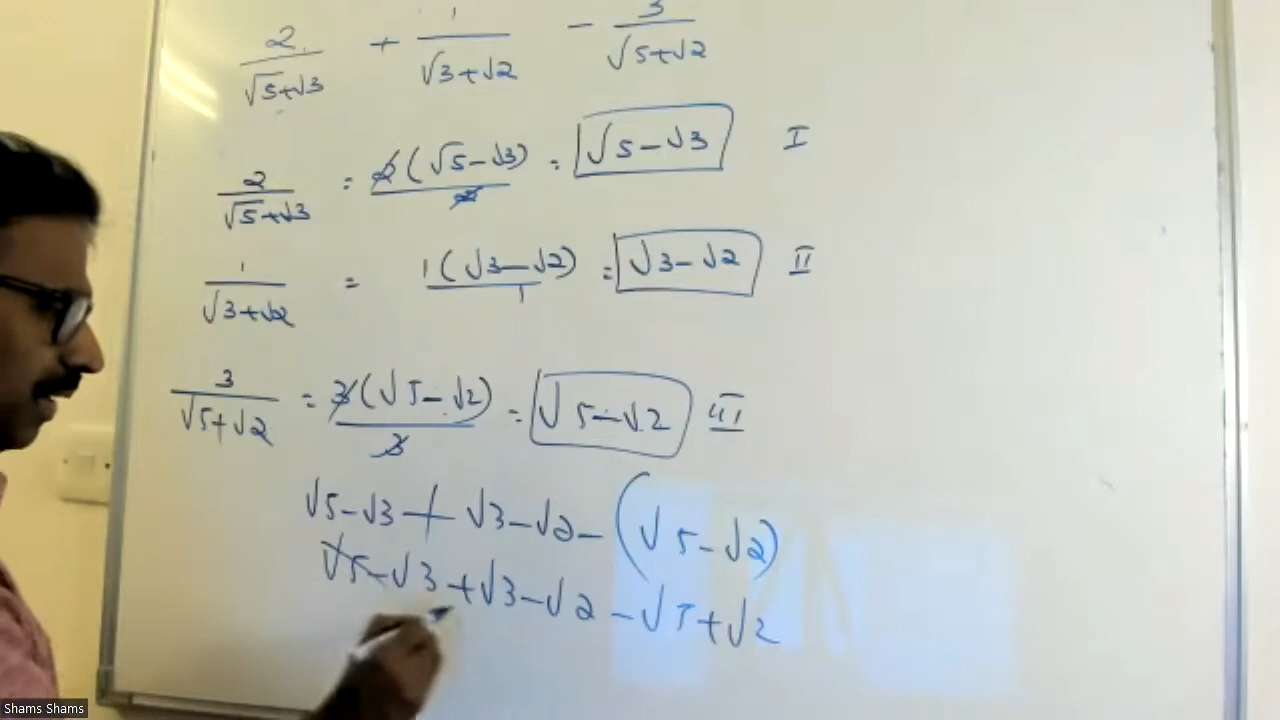 2/(√5+√3) + 1/(√3+√2) - 3/(√5+√2)
2/(√5+√3) = 2(√5-√3)/2 = √5-√3 I
1/(√3+√2) = 1(√3-√2)/1 = √3-√2 II
3/(√5+√2) = 3(√5-√2)/3 = √5-√2 III
√5-√3+√3-√2-(√5-√2)
√5-√3+√3-√2-√5+√2
Shams Shams